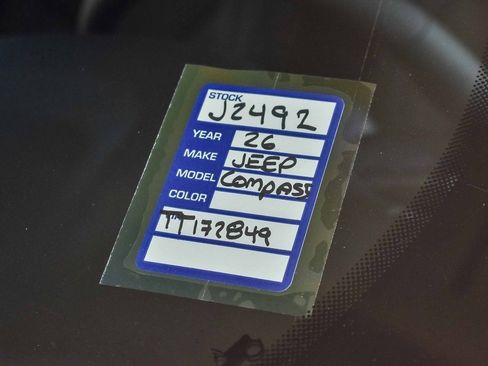 STOCK
J2492
YEAR 26
MAKE JEEP
MODEL COMPASS
COLOR
TT172849